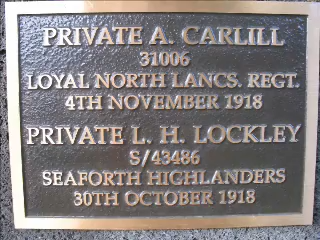 PRIVATE A. CARLILL
31006
LOYAL NORTH LANCS. REGT.
4TH NOVEMBER 1918
PRIVATE L. H. LOCKLEY
S/43486
SEAFORTH HIGHLANDERS
30TH OCTOBER 1918